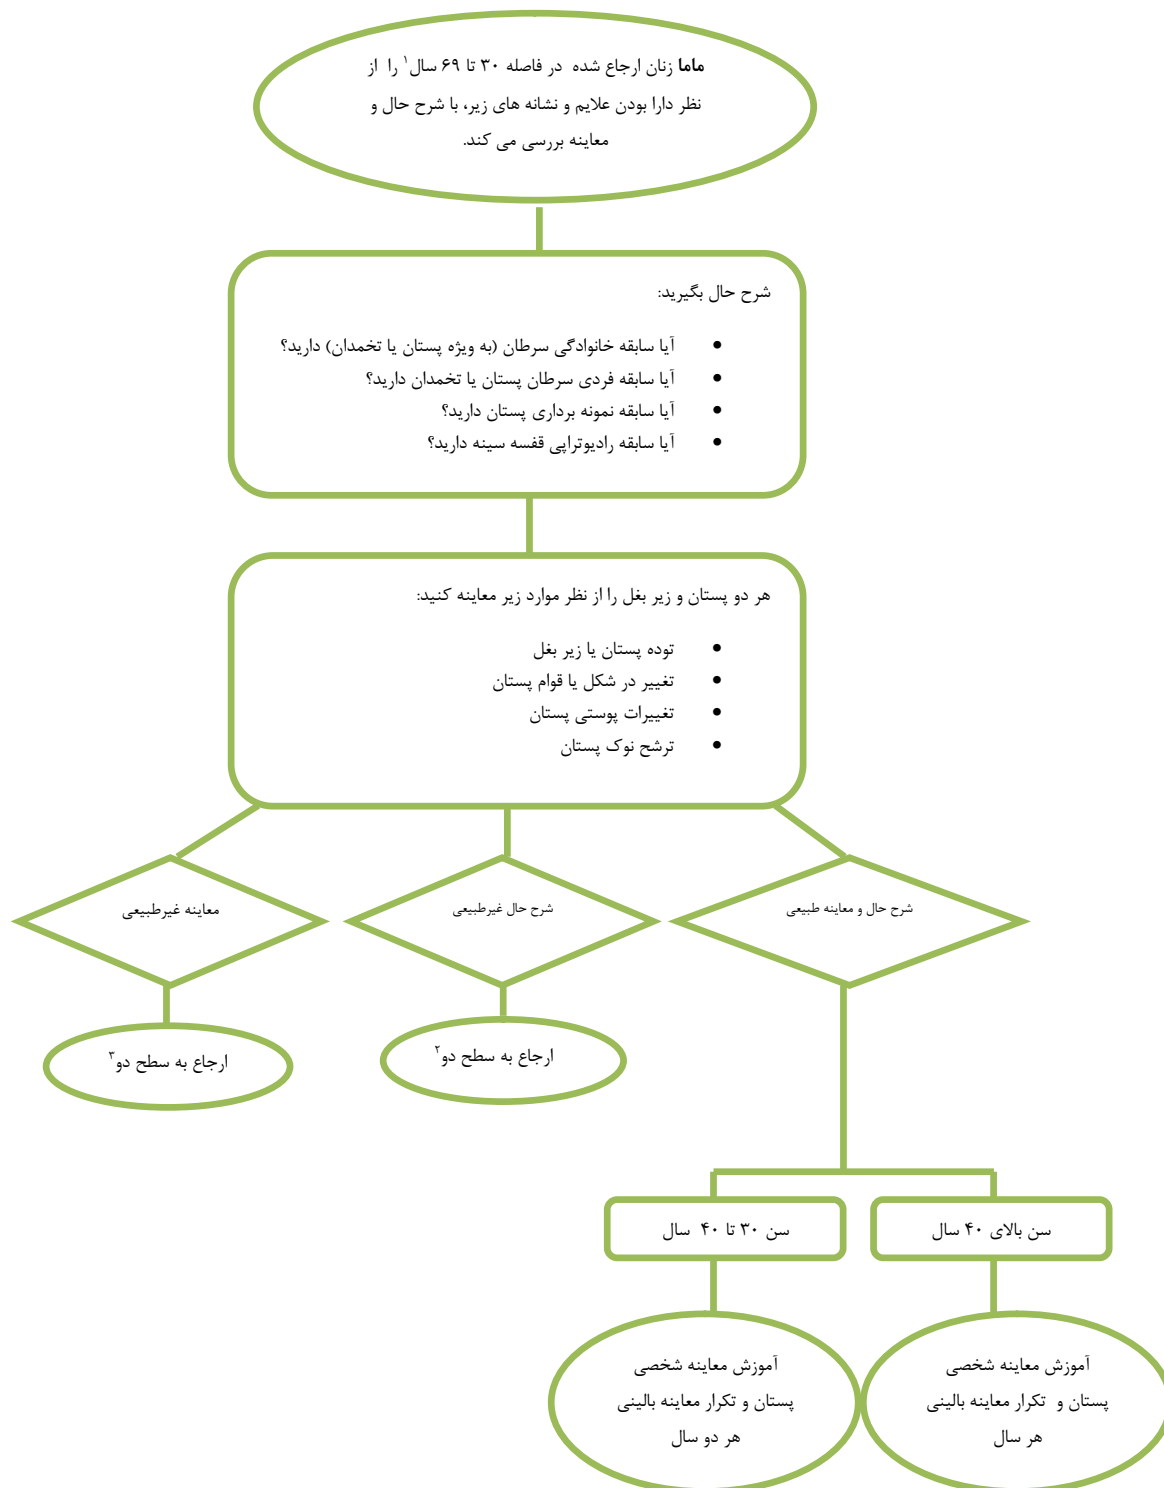 ماما زنان ارجاع شده در فاصله ۳۰ تا ۶۹ سال۱ را از
نظر دارا بودن علایم و نشانه های زیر، با شرح حال و
معاینه بررسی می کند.
شرح حال بگیرید:
• آیا سابقه خانوادگی سرطان (به ویژه پستان یا تخمدان) دارید؟
• آیا سابقه فردی سرطان پستان یا تخمدان دارید؟
• آیا سابقه نمونه برداری پستان دارید؟
• آیا سابقه رادیوتراپی قفسه سینه دارید؟
هر دو پستان و زیر بغل را از نظر موارد زیر معاینه کنید:
• توده پستان یا زیر بغل
• تغییر در شکل یا قوام پستان
• تغییرات پوستی پستان
• ترشح نوک پستان
شرح حال و معاینه طبیعی
شرح حال غیرطبیعی
معاینه غیرطبیعی
ارجاع به سطح دو۲
ارجاع به سطح دو۳
سن بالای ۴۰ سال
سن ۳۰ تا ۴۰ سال
آموزش معاینه شخصی
پستان و تکرار معاینه بالینی
هر سال
آموزش معاینه شخصی
پستان و تکرار معاینه بالینی
هر دو سال